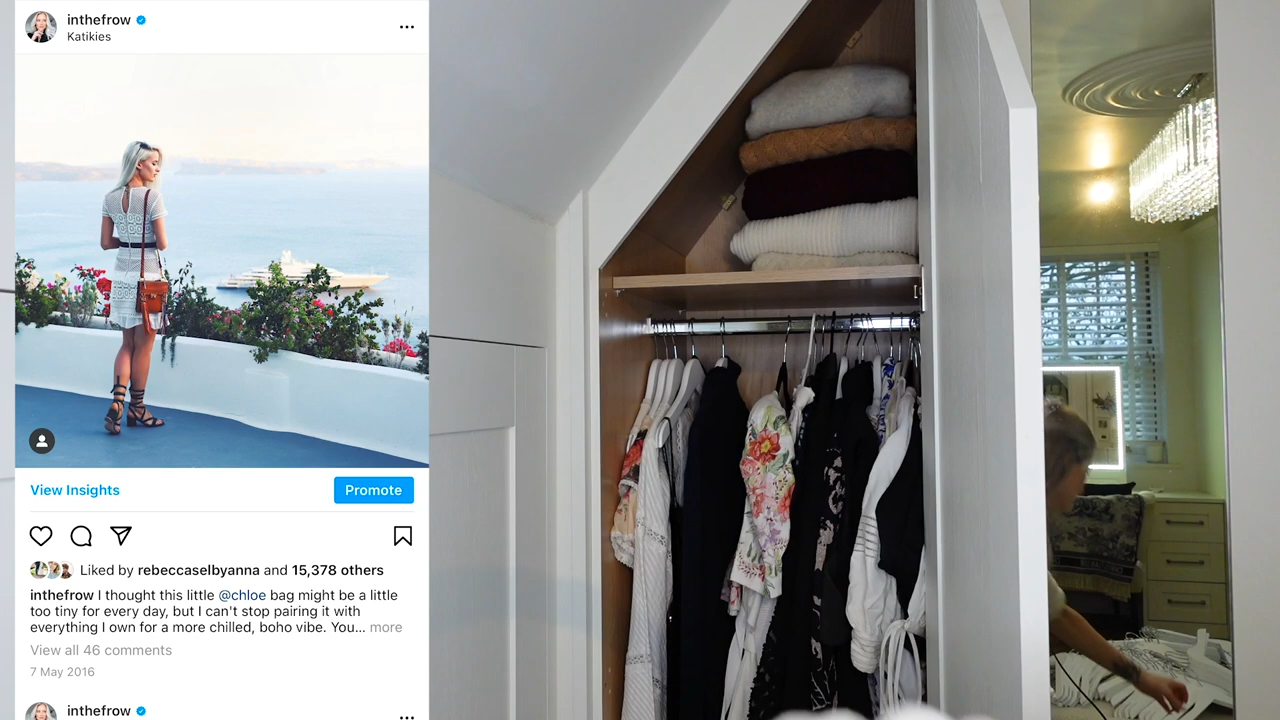 inthefrow
Katikies
View Insights
Promote
Liked by rebeccaselbyanna and 15,378 others
inthefrow I thought this little @chloe bag might be a little
too tiny for every day, but I can't stop pairing it with
everything I own for a more chilled, boho vibe. You... more
View all 46 comments
7 May 2016
inthefrow